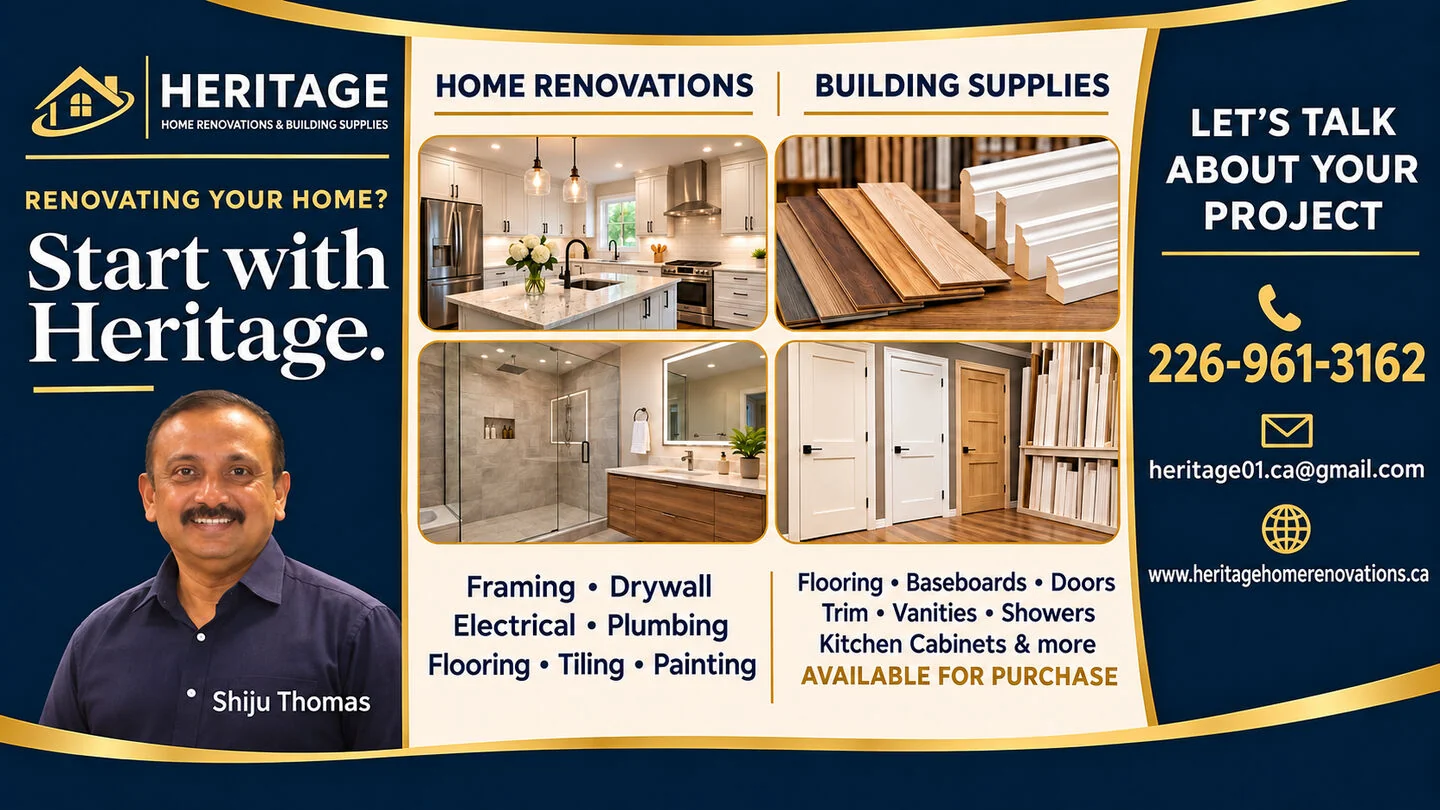 HERITAGE
HOME RENOVATIONS & BUILDING SUPPLIES
RENOVATING YOUR HOME?
Start with
Heritage.
• Shiju Thomas
HOME RENOVATIONS
Framing • Drywall
Electrical • Plumbing
Flooring • Tiling • Painting
BUILDING SUPPLIES
Flooring • Baseboards • Doors
Trim • Vanities • Showers
Kitchen Cabinets & more
AVAILABLE FOR PURCHASE
LET'S TALK
ABOUT YOUR
PROJECT
226-961-3162
heritage01.ca@gmail.com
www.heritagehomerenovations.ca